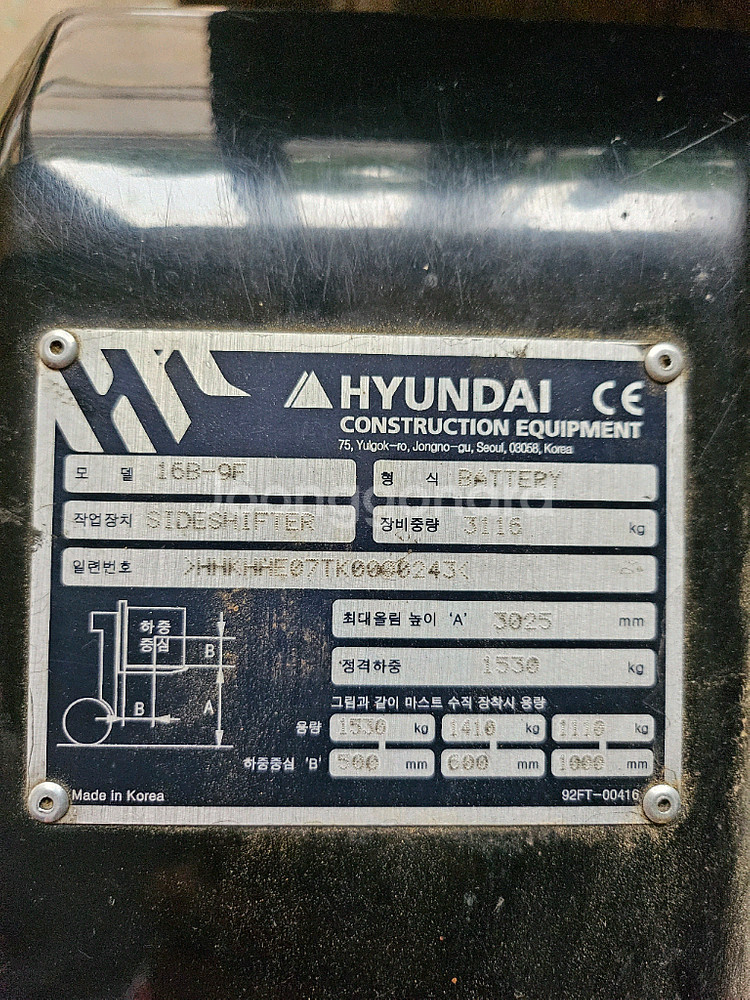 HYUNDAI CE
CONSTRUCTION EQUIPMENT
75, Yulgok-ro, Jongno-gu, Seoul, 03058, Korea
모 델 16B-9F 형 식 BATTERY
작업장치 SIDESHIFTER 장비중량 3116 kg
일련번호 >HHKHHE07TK0000243<
최대올림 높이 'A' 3025 mm
정격하중 1530 kg
그림과 같이 마스트 수직 장착시 용량
용량 1530 kg 1410 kg 1110 kg
하중중심 'B' 500 mm 600 mm 1000 mm
하중
중심
B
B
A
Made in Korea 92FT-00416